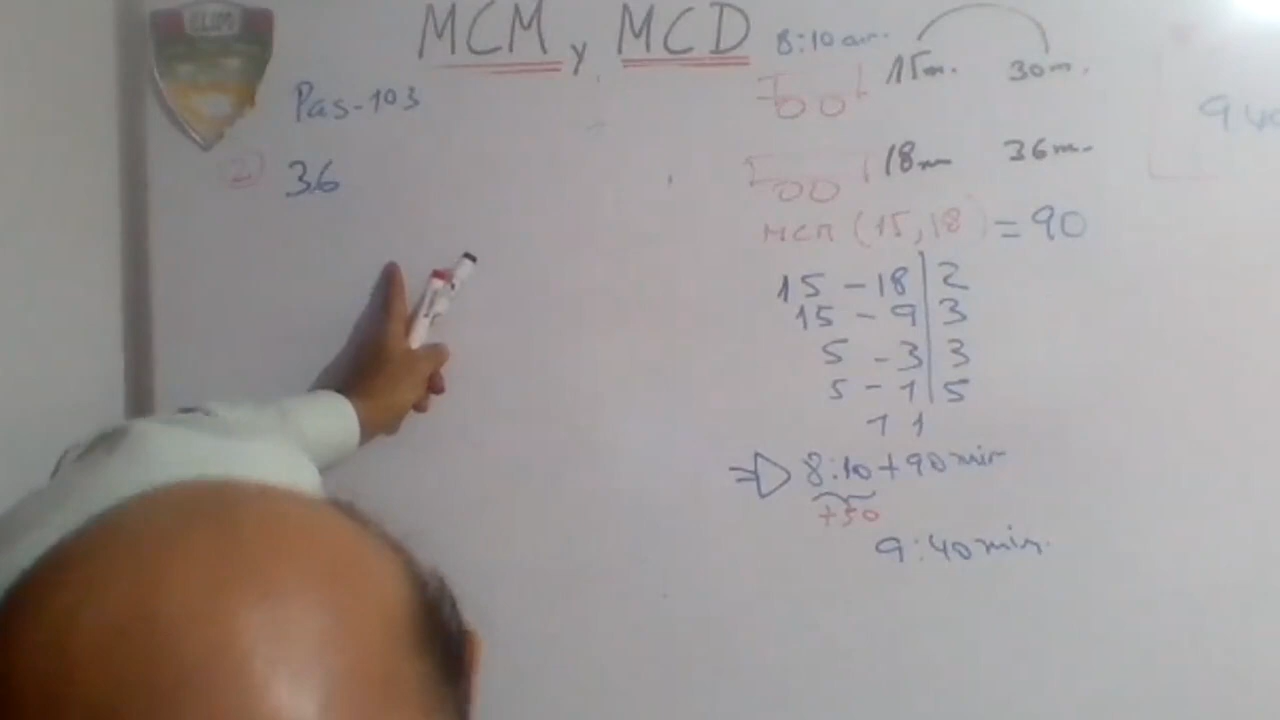 MCM y MCD
8:10 am.
15m. 30m.
Pas-103
2) 36
18m 36m.
MCM (15,18) = 90
15 - 18 | 2
15 - 9 | 3
5 - 3 | 3
5 - 1 | 5
1 1
8:10 + 90 min
+50
9:40 min.